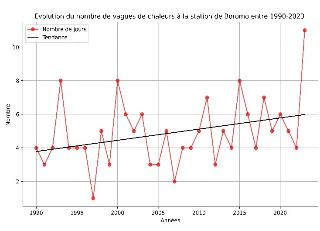 Evolution du nombre de vagues de chaleurs à la station de Boromo entre 1990-2023
Nombre de jours
Tendance
Nombre
10
8
6
4
2
1990
1995
2000
2005
2010
2015
2020
Années